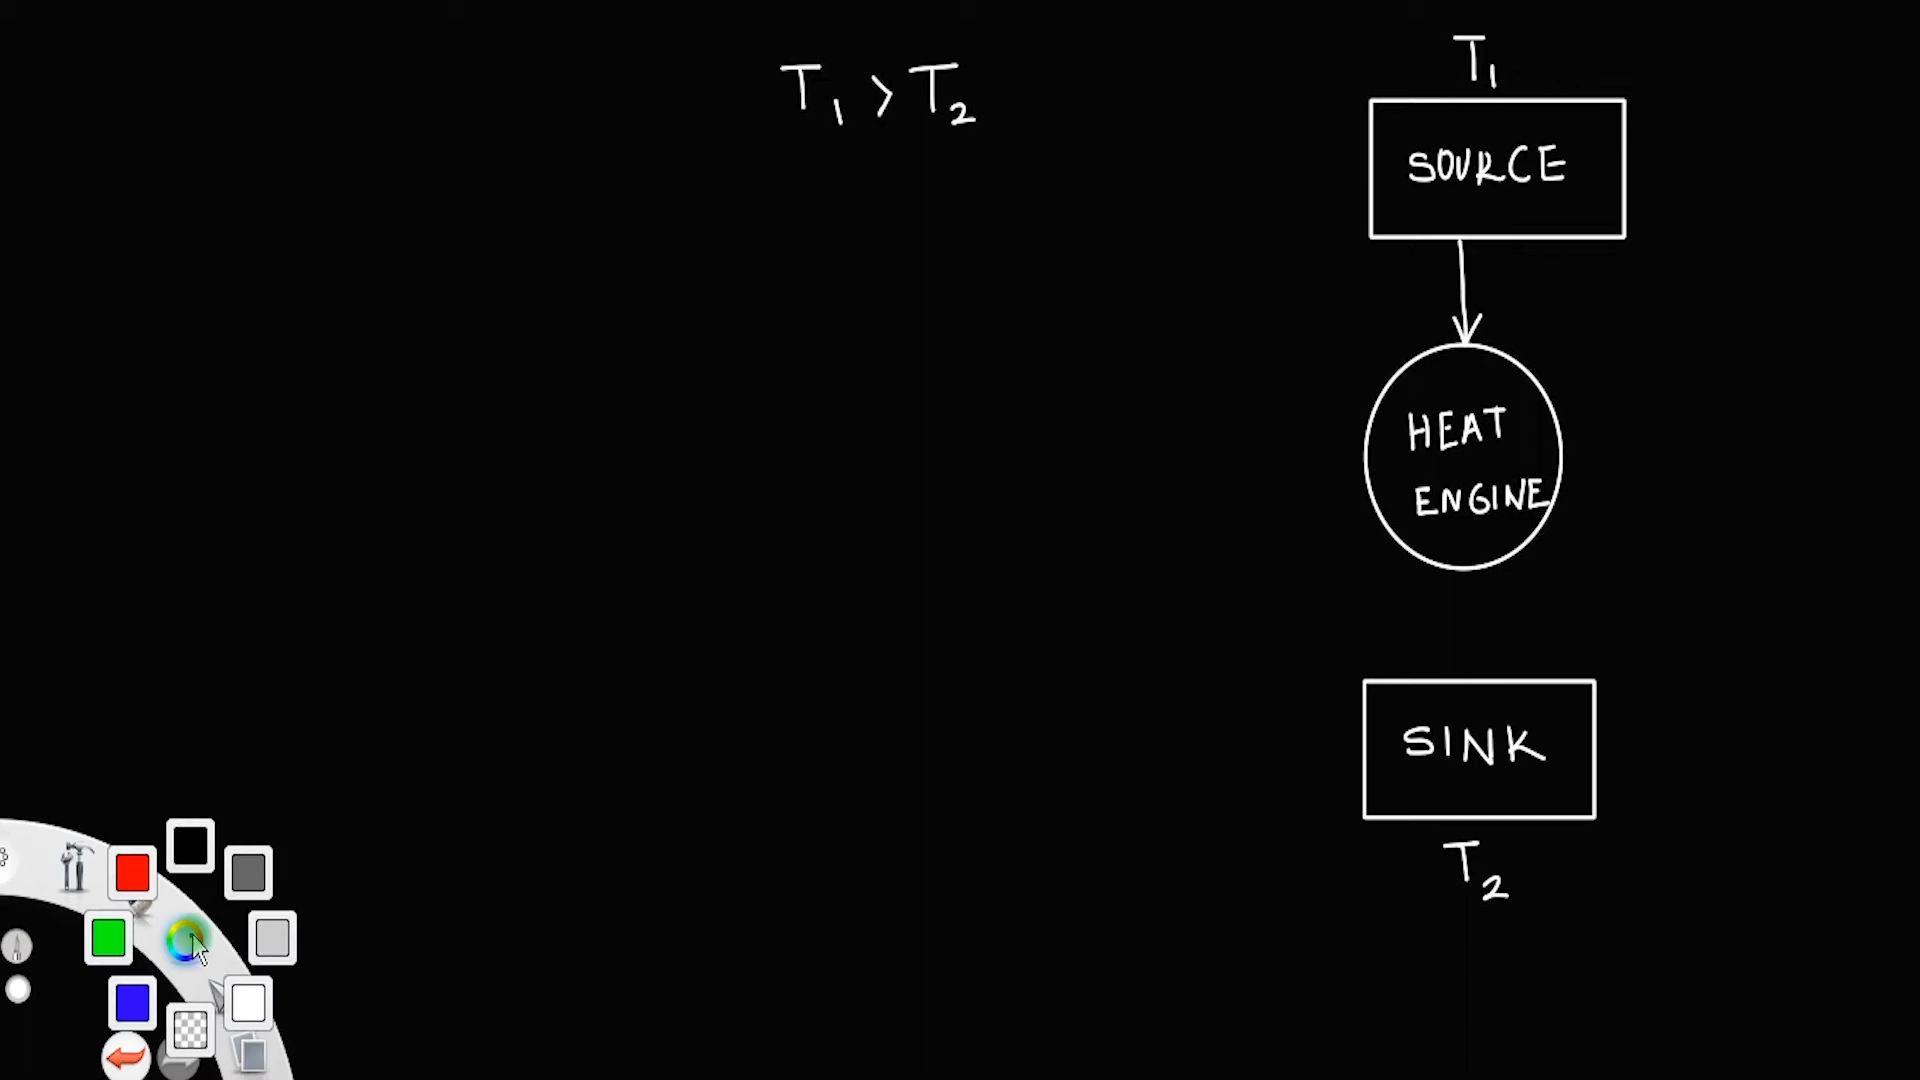 T₁ > T₂
T₁
SOURCE
HEAT
ENGINE
SINK
T₂